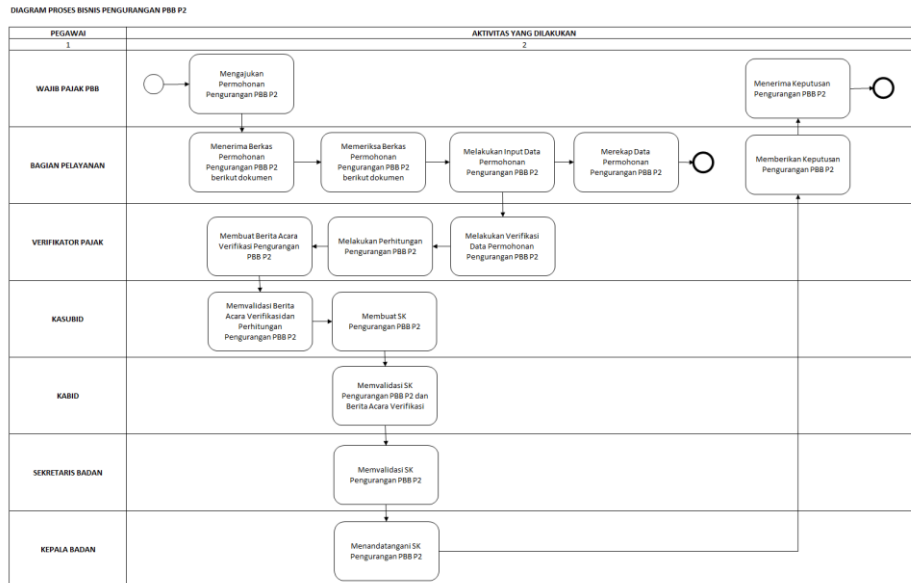 DIAGRAM PROSES BISNIS PENGURANGAN PBB P2
PEGAWAI
AKTIVITAS YANG DILAKUKAN
1
2
WAJIB PAJAK PBB
Mengajukan
Permohonan
Pengurangan PBB P2
Menerima Keputusan
Pengurangan PBB P2
BAGIAN PELAYANAN
Menerima Berkas
Permohonan
Pengurangan PBB P2
berikut dokumen
Memeriksa Berkas
Permohonan
Pengurangan PBB P2
berikut dokumen
Melakukan Input Data
Permohonan
Pengurangan PBB P2
Merekap Data
Permohonan
Pengurangan PBB P2
Memberikan Keputusan
Pengurangan PBB P2
VERIFIKATOR PAJAK
Membuat Berita Acara
Verifikasi Pengurangan
PBB P2
Melakukan Perhitungan
Pengurangan PBB P2
Melakukan Verifikasi
Data Permohonan
Pengurangan PBB P2
KASUBID
Memvalidasi Berita
Acara Verifikasi dan
Perhitungan
Pengurangan PBB P2
Membuat SK
Pengurangan PBB P2
KABID
Memvalidasi SK
Pengurangan PBB P2 dan
Berita Acara Verifikasi
SEKRETARIS BADAN
Memvalidasi SK
Pengurangan PBB P2
KEPALA BADAN
Menandatangani SK
Pengurangan PBB P2